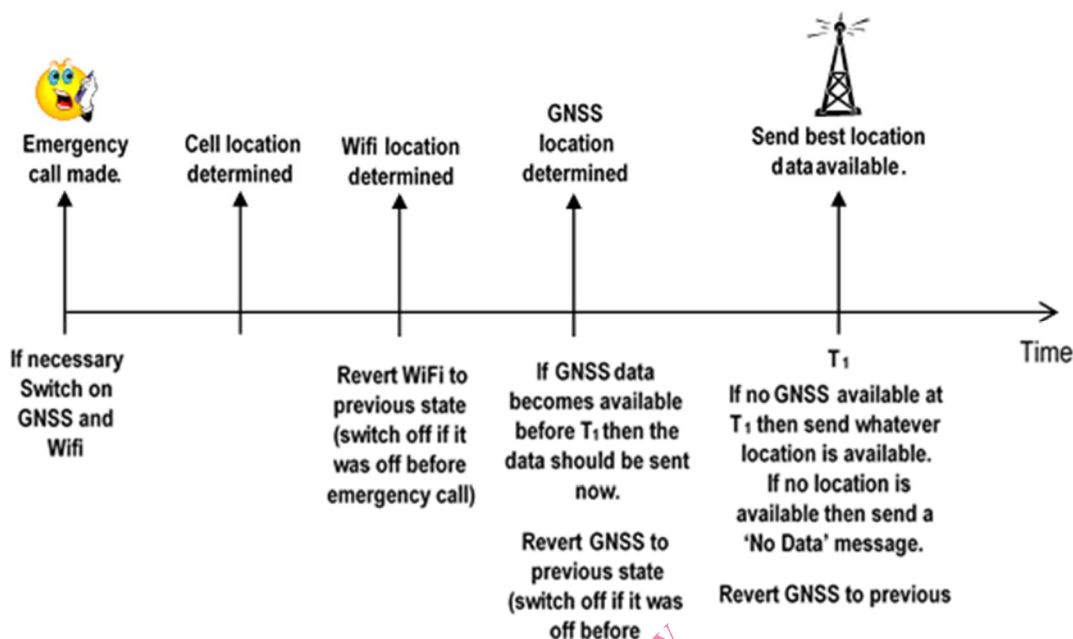 Emergency
call made.
Cell location
determined
Wifi location
determined
GNSS
location
determined
Send best location
data available.
If necessary
Switch on
GNSS and
Wifi
Revert WiFi to
previous state
(switch off if it
was off before
emergency call)
If GNSS data
becomes available
before T1 then the
data should be sent
now.
Revert GNSS to
previous state
(switch off if it was
off before
T1
If no GNSS available at
T1 then send whatever
location is available.
If no location is
available then send a
'No Data' message.
Revert GNSS to previous
Time